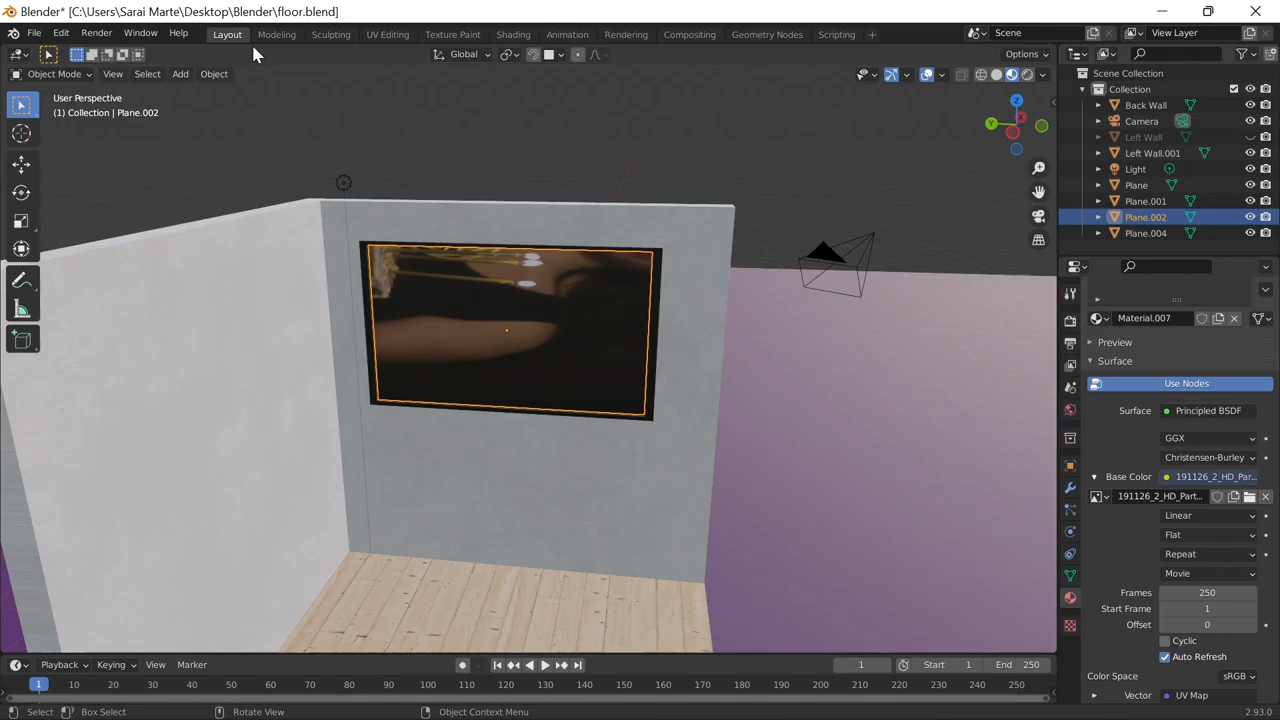 Blender* [C:\Users\Sarai Marte\Desktop\Blender\floor.blend]
File Edit Render Window Help Layout Modeling Sculpting UV Editing Texture Paint Shading Animation Rendering Compositing Geometry Nodes Scripting + Scene View Layer
Global Options
Object Mode View Select Add Object
User Perspective
(1) Collection | Plane.002
Z
Y
X
Scene Collection
Collection
Back Wall
Camera
Left Wall
Left Wall.001
Light
Plane
Plane.001
Plane.002
Plane.004
Material.007
Preview
Surface
Use Nodes
Surface Principled BSDF
GGX
Christensen-Burley
Base Color 191126_2_HD_Par...
191126_2_HD_Part...
Linear
Flat
Repeat
Movie
Frames 250
Start Frame 1
Offset 0
Cyclic
Auto Refresh
Color Space sRGB
Vector UV Map
Playback Keying View Marker 1 Start 1 End 250
1 10 20 30 40 50 60 70 80 90 100 110 120 130 140 150 160 170 180 190 200 210 220 230 240 250
Select Box Select Rotate View Object Context Menu 2.93.0